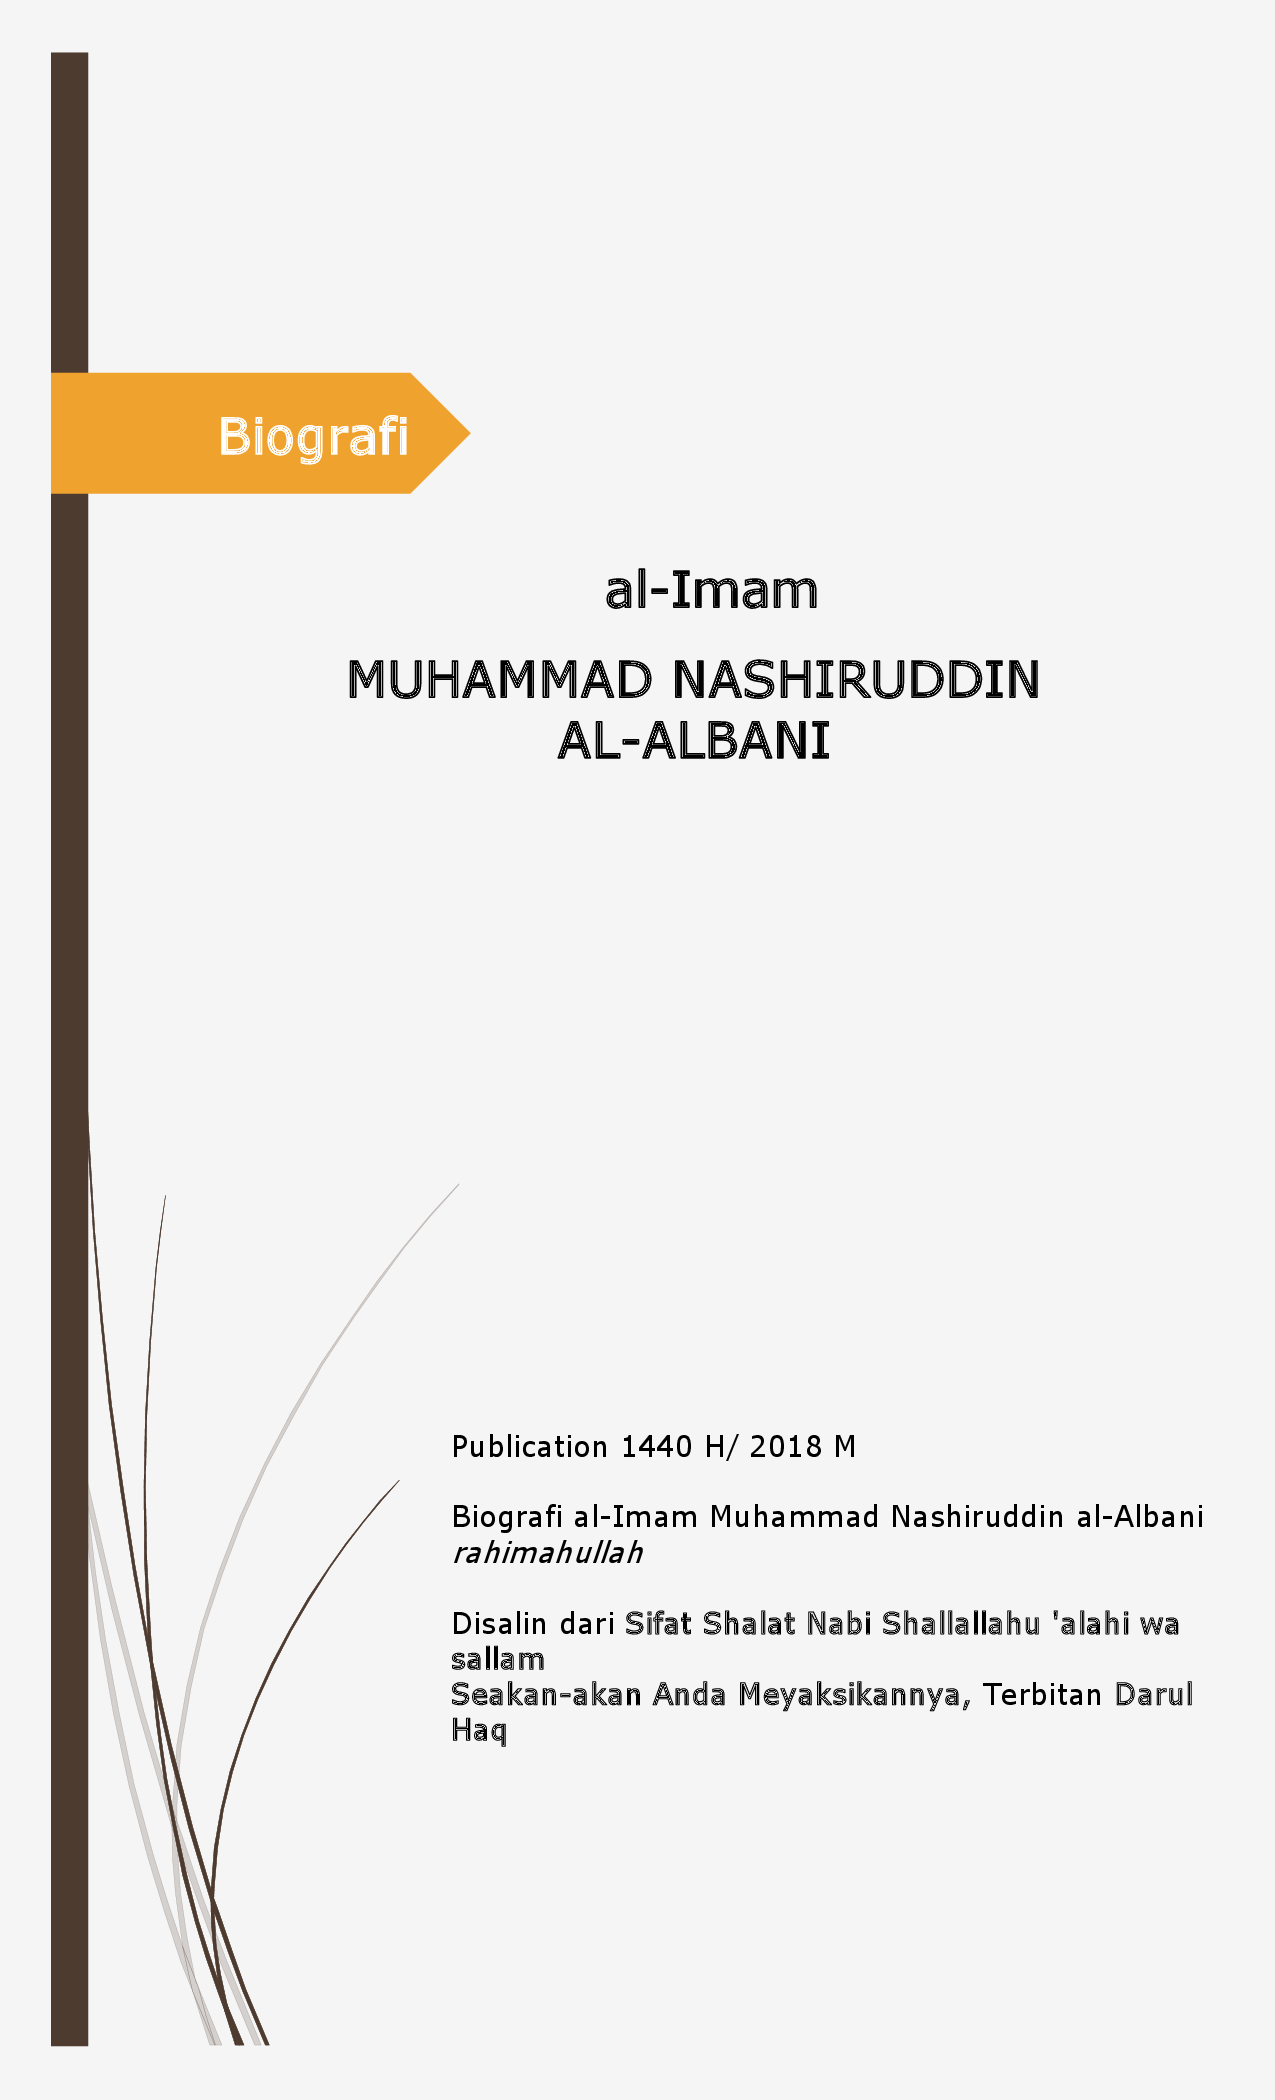 Biografi
al-Imam
MUHAMMAD NASHIRUDDIN
AL-ALBANI
Publication 1440 H/ 2018 M
Biografi al-Imam Muhammad Nashiruddin al-Albani
rahimahullah
Disalin dari Sifat Shalat Nabi Shallallahu 'alahi wa
sallam
Seakan-akan Anda Meyaksikannya, Terbitan Darul
Haq